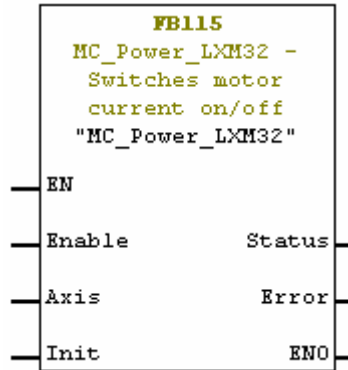 FB115
MC_Power_LXM32 -
Switches motor
current on/off
"MC_Power_LXM32"
EN
Enable Status
Axis Error
Init ENO